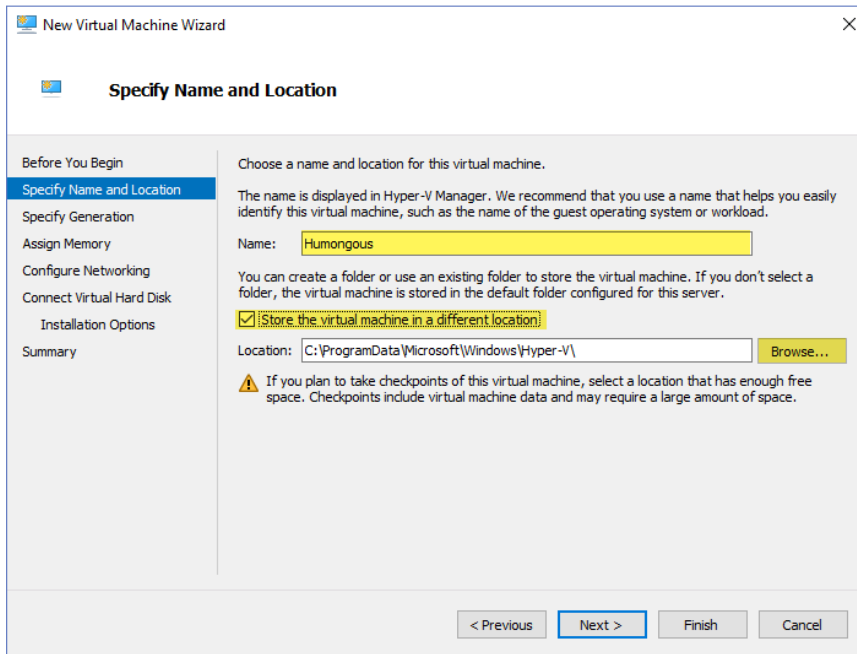 New Virtual Machine Wizard
Specify Name and Location
Before You Begin
Specify Name and Location
Specify Generation
Assign Memory
Configure Networking
Connect Virtual Hard Disk
Installation Options
Summary
Choose a name and location for this virtual machine.
The name is displayed in Hyper-V Manager. We recommend that you use a name that helps you easily
identify this virtual machine, such as the name of the guest operating system or workload.
Name: Humongous
You can create a folder or use an existing folder to store the virtual machine. If you don't select a
folder, the virtual machine is stored in the default folder configured for this server.
Store the virtual machine in a different location
Location: C:\ProgramData\Microsoft\Windows\Hyper-V\ Browse...
If you plan to take checkpoints of this virtual machine, select a location that has enough free
space. Checkpoints include virtual machine data and may require a large amount of space.
< Previous Next > Finish Cancel